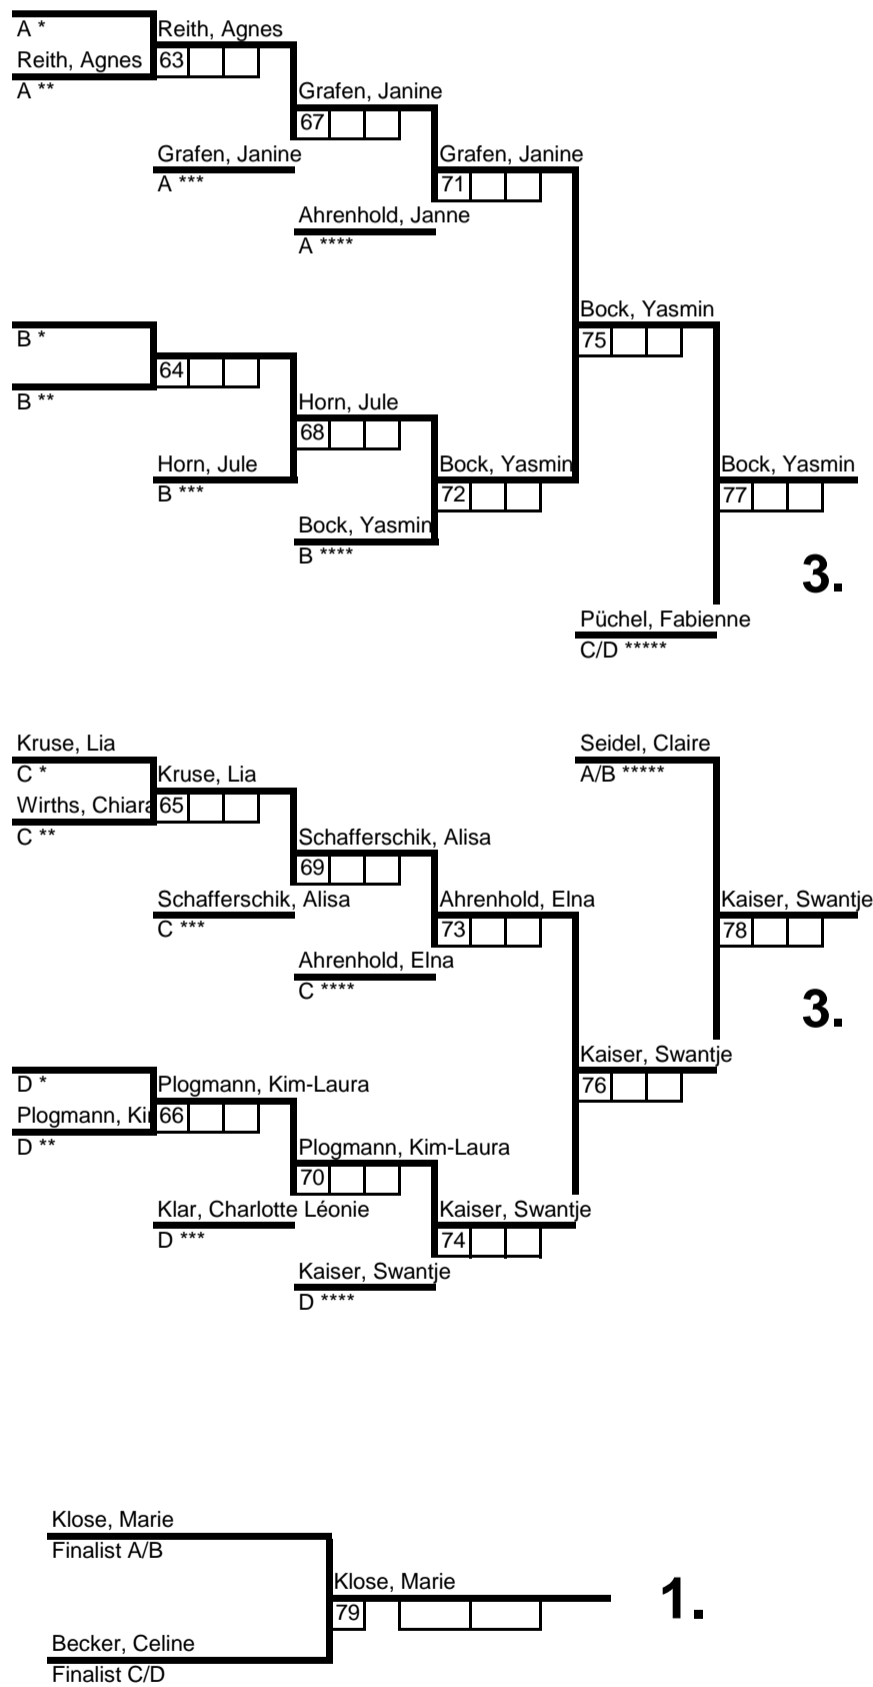 A *
Reith, Agnes
Reith, Agnes
63
A **
Grafen, Janine
67
Grafen, Janine
A ***
Grafen, Janine
71
Ahrenhold, Janne
A ****
Bock, Yasmin
75
B *
64
B **
Horn, Jule
68
Horn, Jule
B ***
Bock, Yasmin
72
Bock, Yasmin
77
Bock, Yasmin
B ****
3.
Püchel, Fabienne
C/D *****
Kruse, Lia
C *
Seidel, Claire
A/B *****
Kruse, Lia
65
Wirths, Chiara
C **
Schafferschik, Alisa
69
Schafferschik, Alisa
C ***
Ahrenhold, Elna
73
Kaiser, Swantje
78
Ahrenhold, Elna
C ****
3.
Kaiser, Swantje
76
D *
Plogmann, Kim-Laura
Plogmann, Ki
66
D **
Plogmann, Kim-Laura
70
Klar, Charlotte Léonie
D ***
Kaiser, Swantje
74
Kaiser, Swantje
D ****
Klose, Marie
Finalist A/B
Klose, Marie
79
1.
Becker, Celine
Finalist C/D